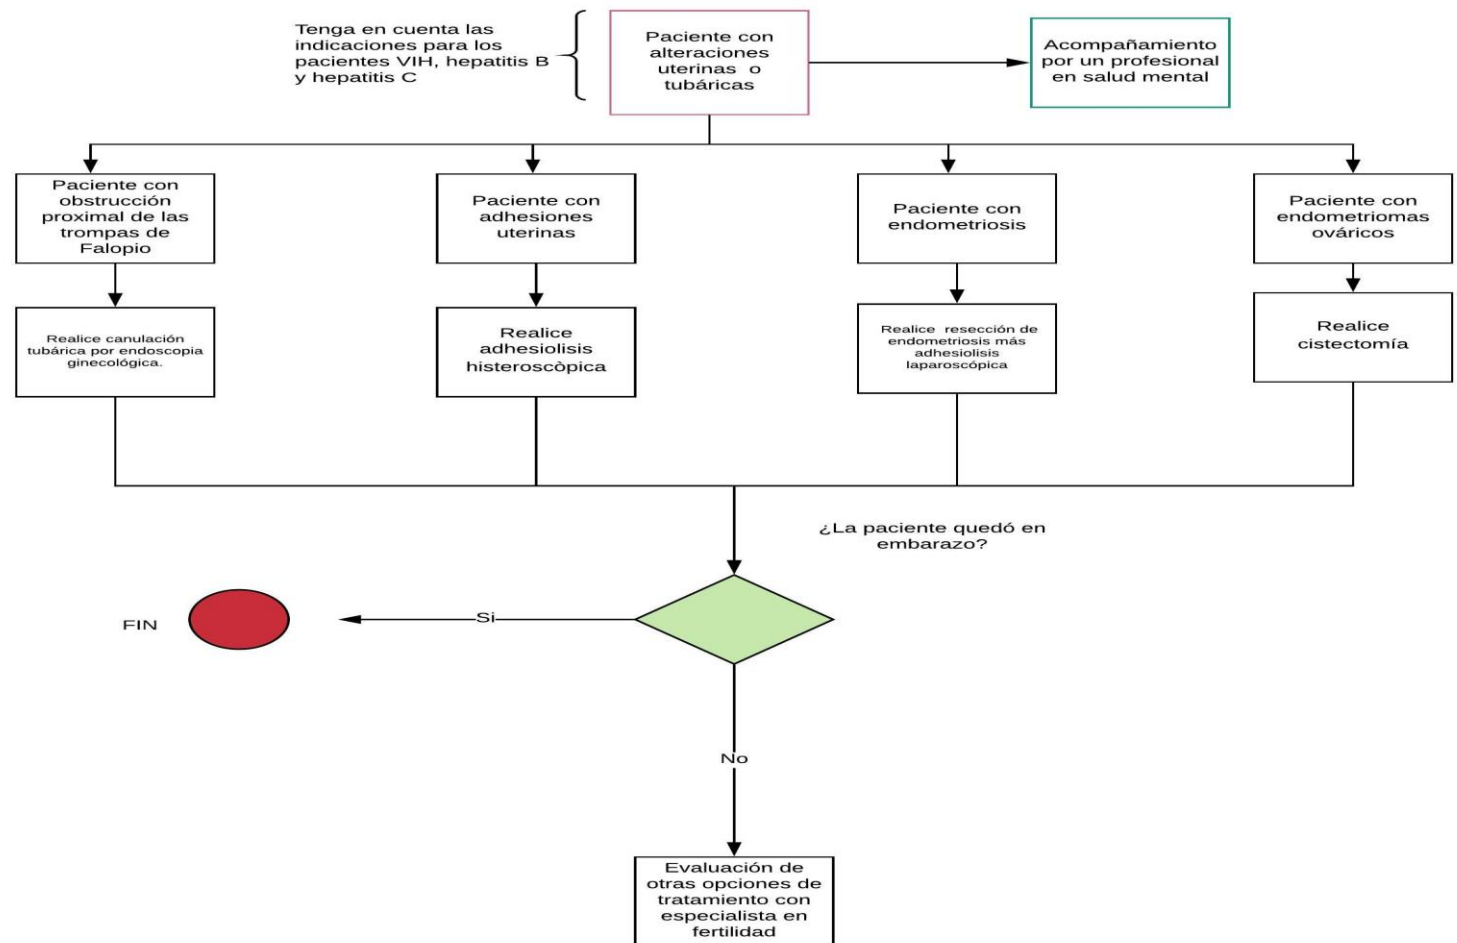 Tenga en cuenta las
indicaciones para los
pacientes VIH, hepatitis B
y hepatitis C
Paciente con
alteraciones
uterinas o
tubáricas
Acompañamiento
por un profesional
en salud mental
Paciente con
obstrucción
proximal de las
trompas de
Falopio
Paciente con
adhesiones
uterinas
Paciente con
endometriosis
Paciente con
endometriomas
ováricos
Realice canulación
tubárica por endoscopia
ginecológica.
Realice
adhesiolisis
histeroscòpica
Realice resección de
endometriosis más
adhesiolisis
laparoscópica
Realice
cistectomía
¿La paciente quedó en
embarazo?
FIN
Si
No
Evaluación de
otras opciones de
tratamiento con
especialista en
fertilidad